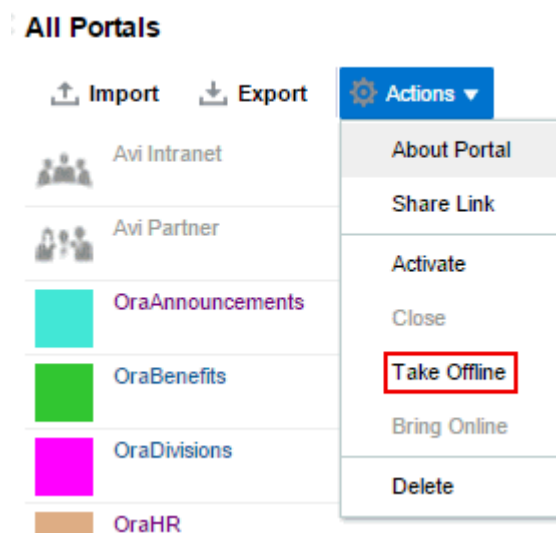 All Portals
Import Export Actions
Avi Intranet
Avi Partner
OraAnnouncements
OraBenefits
OraDivisions
OraHR
About Portal
Share Link
Activate
Close
Take Offline
Bring Online
Delete